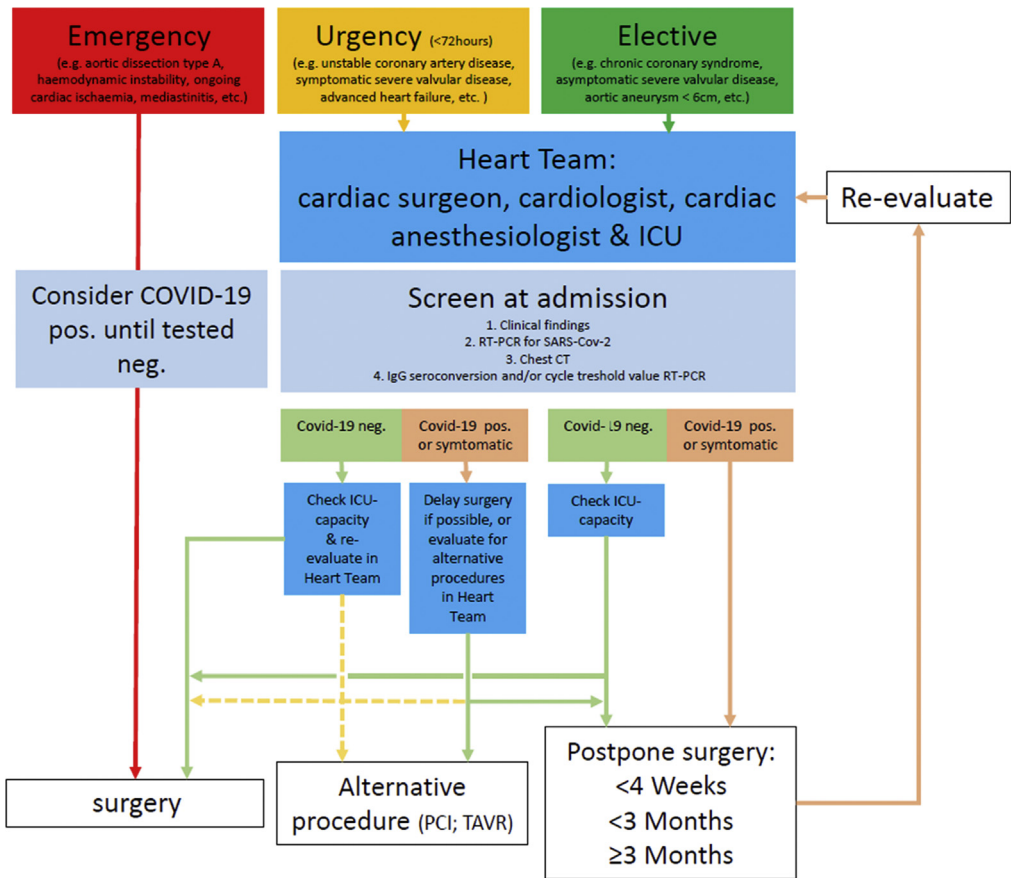 Emergency
(e.g. aortic dissection type A,
haemodynamic instability, ongoing
cardiac ischaemia, mediastinitis, etc.)
Urgency (<72hours)
(e.g. unstable coronary artery disease,
symptomatic severe valvular disease,
advanced heart failure, etc. )
Elective
(e.g. chronic coronary syndrome,
asymptomatic severe valvular disease,
aortic aneurysm < 6cm, etc.)
Heart Team:
cardiac surgeon, cardiologist, cardiac
anesthesiologist & ICU
Re-evaluate
Consider COVID-19
pos. until tested
neg.
Screen at admission
1. Clinical findings
2. RT-PCR for SARS-Cov-2
3. Chest CT
4. IgG seroconversion and/or cycle treshold value RT-PCR
Covid-19 neg.
Covid-19 pos.
or symtomatic
Covid-19 neg.
Covid-19 pos.
or symtomatic
Check ICU-
capacity
& re-
evaluate in
Heart Team
Delay surgery
if possible, or
evaluate for
alternative
procedures
in Heart
Team
Check ICU-
capacity
surgery
Alternative
procedure (PCI; TAVR)
Postpone surgery:
<4 Weeks
<3 Months
≥3 Months